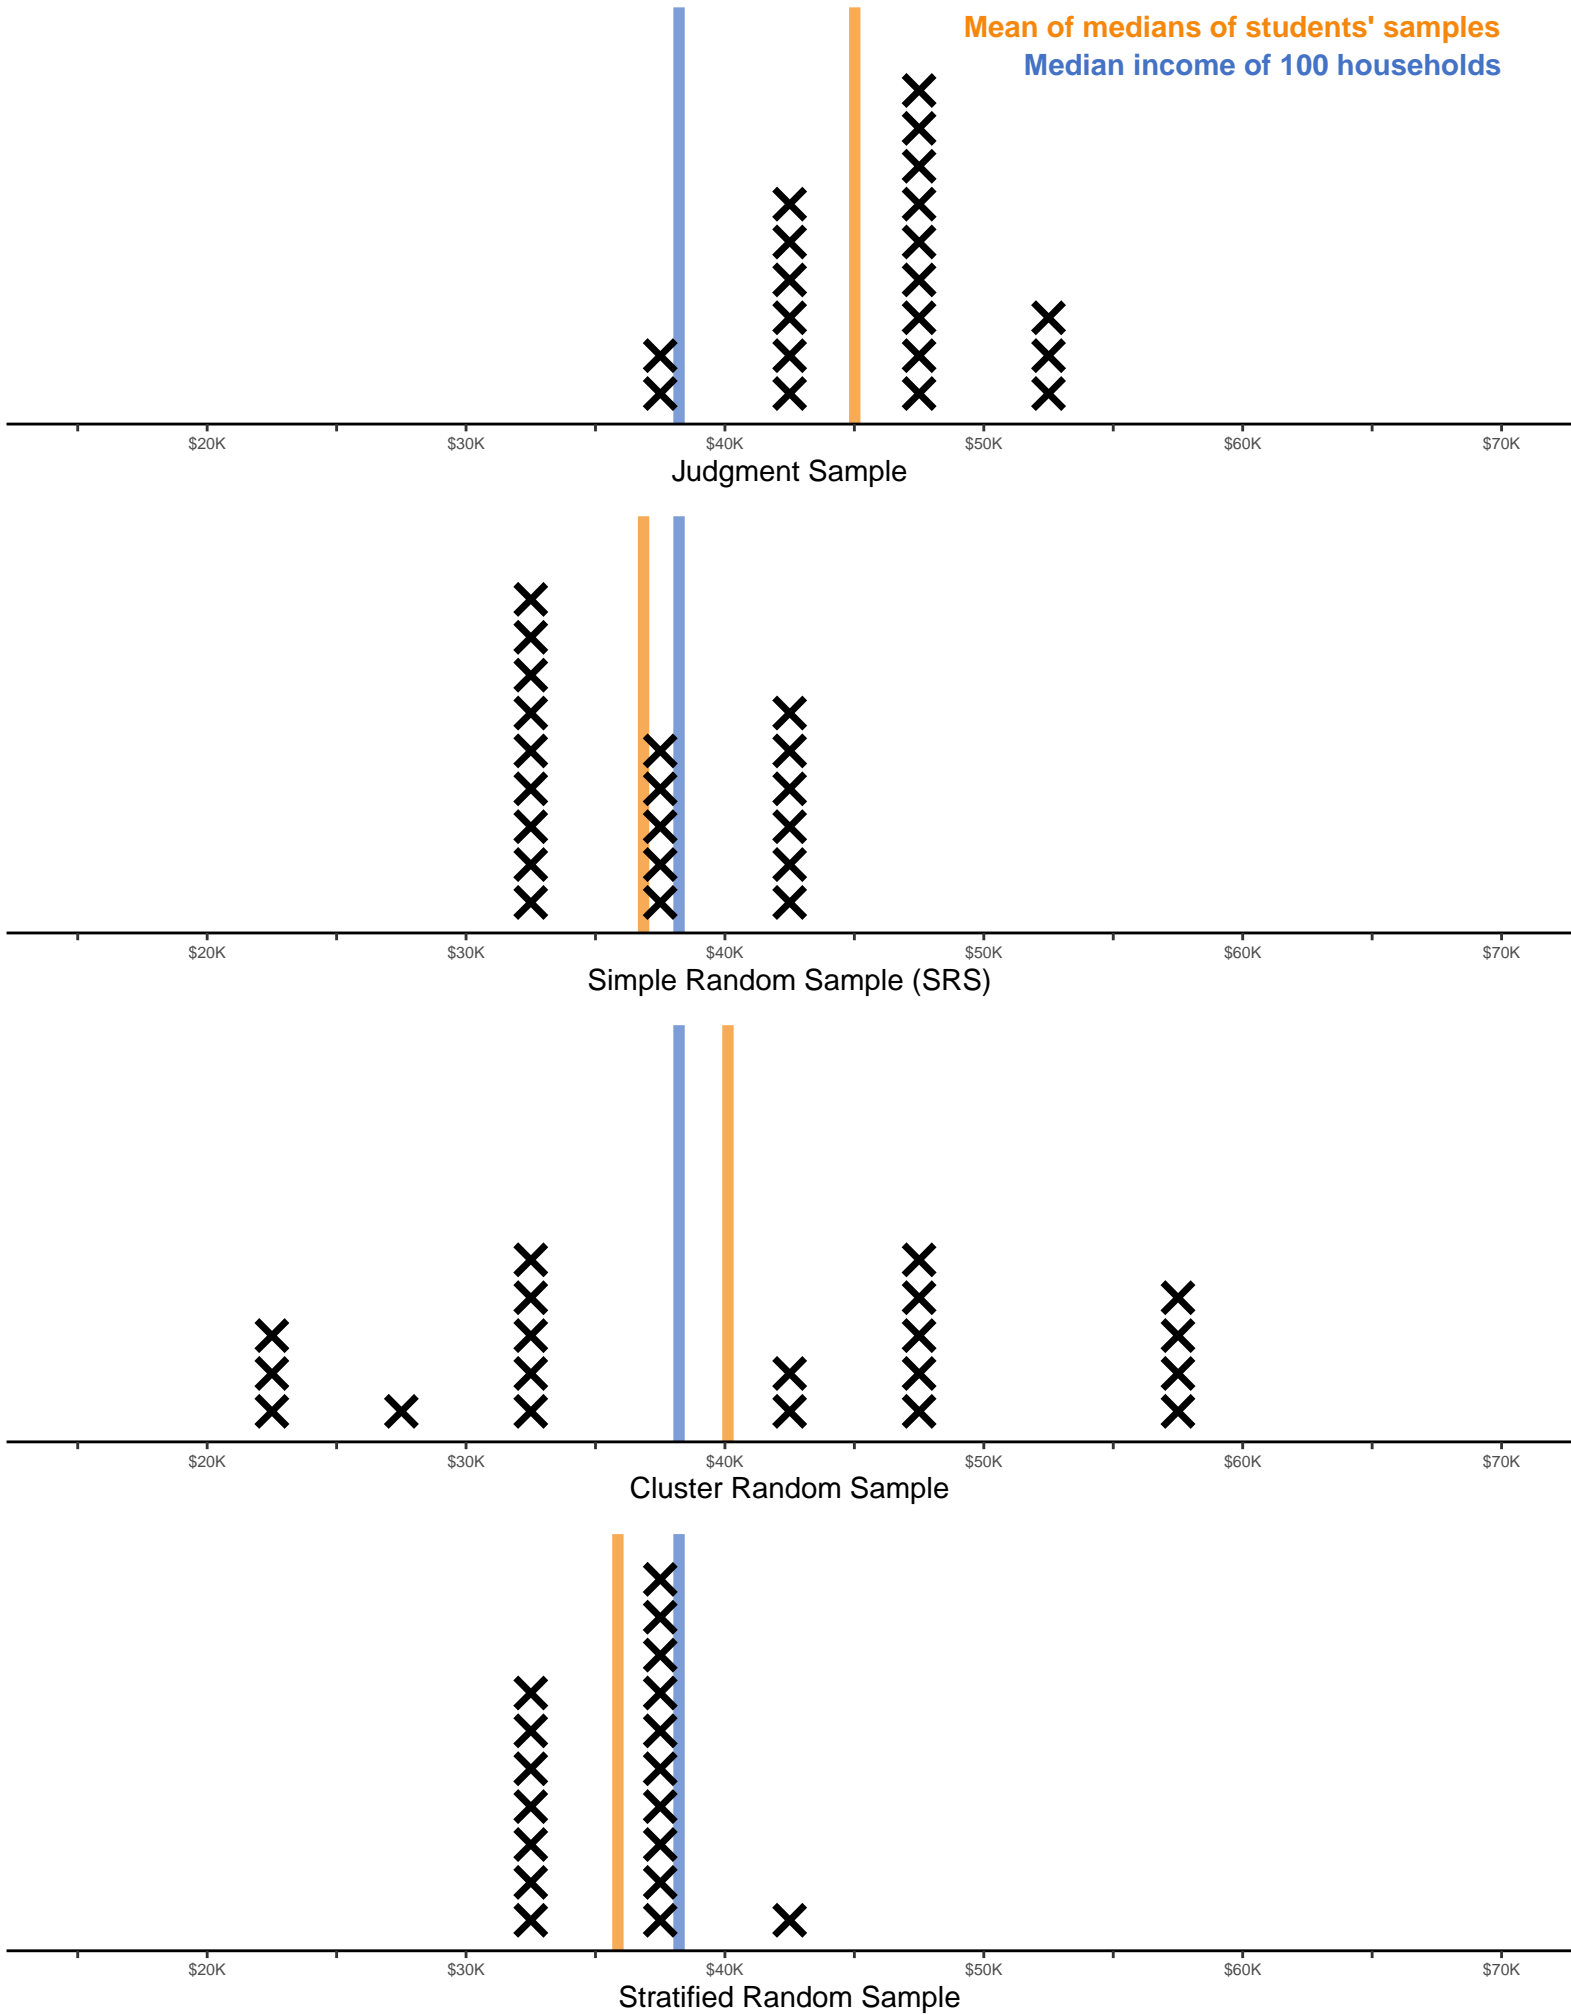 Mean of medians of students' samples
Median income of 100 households
$20K $30K $40K $50K $60K $70K
Judgment Sample
$20K $30K $40K $50K $60K $70K
Simple Random Sample (SRS)
$20K $30K $40K $50K $60K $70K
Cluster Random Sample
$20K $30K $40K $50K $60K $70K
Stratified Random Sample